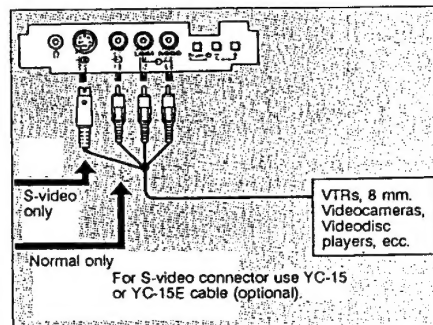 S-video
only
VTRs, 8 mm.
Videocameras,
Videodisc
players, ecc.
Normal only
For S-video connector use YC-15
or YC-15E cable (optional).